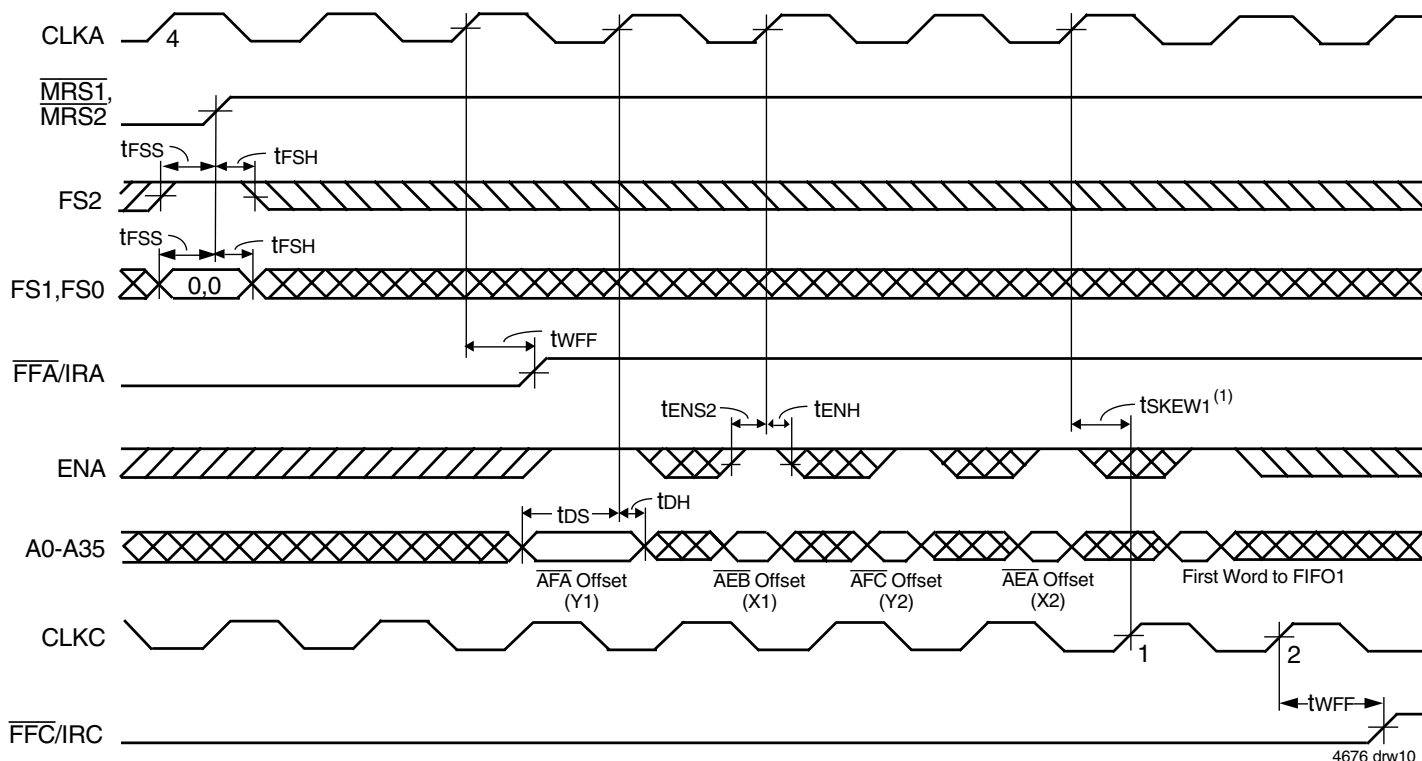 CLKA
4
MRS1,
MRS2
tFSS
tFSH
FS2
tFSS
tFSH
FS1,FS0
0,0
tWFF
FFA/IRA
tENS2
tENH
tSKEW1(1)
ENA
tDS
tDH
A0-A35
AFA Offset
(Y1)
AEB Offset
(X1)
AFC Offset
(Y2)
AEA Offset
(X2)
First Word to FIFO1
CLKC
1
2
tWFF
FFC/IRC
4676 drw10